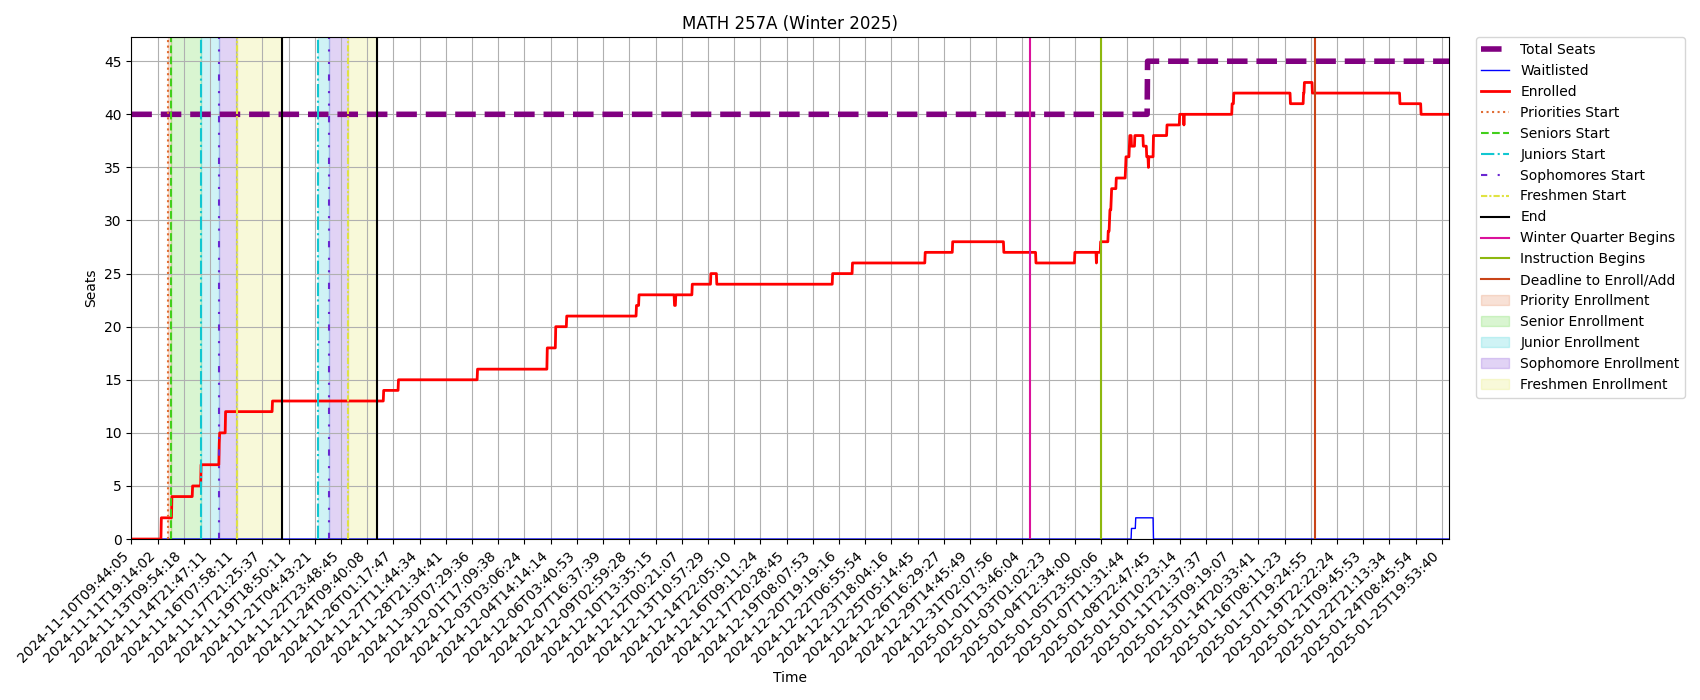 MATH 257A (Winter 2025)
Seats
45
40
35
30
25
20
15
10
5
0
2024-11-10T09:44:05
2024-11-11T19:14:02
2024-11-13T09:54:18
2024-11-14T21:47:11
2024-11-16T07:58:11
2024-11-17T21:25:37
2024-11-19T18:50:11
2024-11-21T04:43:21
2024-11-22T23:48:45
2024-11-24T09:40:08
2024-11-26T01:17:47
2024-11-27T11:44:34
2024-11-28T21:34:41
2024-11-30T07:29:36
2024-12-01T17:09:38
2024-12-03T03:06:24
2024-12-04T14:14:14
2024-12-06T03:40:53
2024-12-07T16:37:39
2024-12-09T02:59:28
2024-12-10T13:35:15
2024-12-12T00:21:07
2024-12-13T10:57:29
2024-12-14T22:05:10
2024-12-16T09:11:24
2024-12-17T20:28:45
2024-12-19T08:07:53
2024-12-20T19:19:16
2024-12-22T06:55:54
2024-12-23T18:04:16
2024-12-25T05:14:45
2024-12-26T16:29:27
2024-12-29T14:45:49
2024-12-31T02:07:56
2025-01-01T13:46:04
2025-01-03T01:02:23
2025-01-04T12:34:00
2025-01-05T23:50:06
2025-01-07T11:31:44
2025-01-08T22:47:45
2025-01-10T10:23:14
2025-01-11T21:37:37
2025-01-13T09:19:07
2025-01-14T20:33:41
2025-01-16T08:11:23
2025-01-17T19:24:55
2025-01-19T22:22:24
2025-01-21T09:45:53
2025-01-22T21:13:34
2025-01-24T08:45:54
2025-01-25T19:53:40
Time
Total Seats
Waitlisted
Enrolled
Priorities Start
Seniors Start
Juniors Start
Sophomores Start
Freshmen Start
End
Winter Quarter Begins
Instruction Begins
Deadline to Enroll/Add
Priority Enrollment
Senior Enrollment
Junior Enrollment
Sophomore Enrollment
Freshmen Enrollment